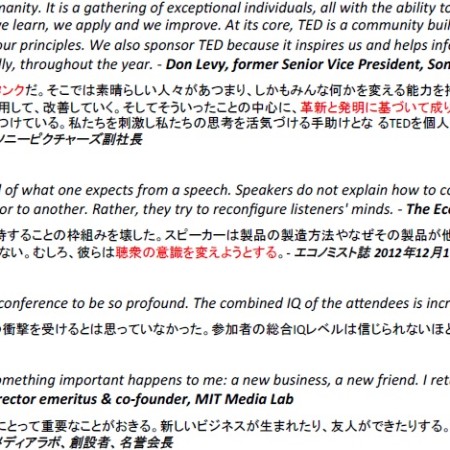 manity. It is a gathering of exceptional individuals, all with the ability to
e learn, we apply and we improve. At its core, TED is a community buil
our principles. We also sponsor TED because it inspires us and helps info
lly, throughout the year. - Don Levy, former Senior Vice President, Son
ンクだ。そこでは素晴らしい人々があつまり、しかもみんな何かを変える能力を持
用して、改善していく。そしてそういったことの中心に、革新と発明に基づいて成り
つけている。私たちを刺激し私たちの思考を活気づける手助けとな るTEDを個人
ソニーピクチャーズ副社長
l of what one expects from a speech. Speakers do not explain how to co
or to another. Rather, they try to reconfigure listeners' minds. - The Eco
待することの枠組みを壊した。スピーカーは製品の製造方法やなぜその製品が他
ない。むしろ、彼らは聴衆の意識を変えようとする。- エコノミスト誌 2012年12月1
conference to be so profound. The combined IQ of the attendees is incr
の衝撃を受けるとは思っていなかった。参加者の総合IQレベルは信じられないほど
omething important happens to me: a new business, a new friend. I retu
rector emeritus & co-founder, MIT Media Lab
にとって重要なことがおきる。新しいビジネスが生まれたり、友人ができたりする。
メディアラボ、創設者、名誉会長